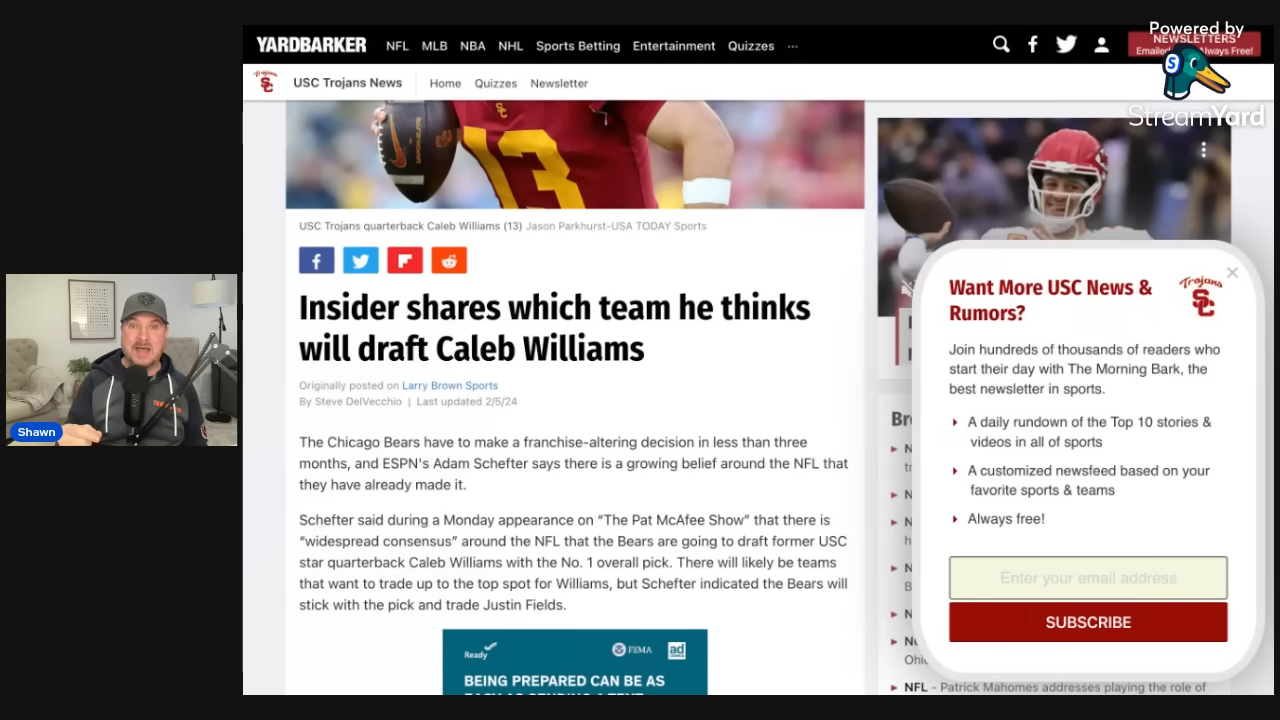 Powered by
StreamYard
YARDBARKER
NFL MLB NBA NHL Sports Betting Entertainment Quizzes ...
NEWSLETTERS
Always Free!
USC Trojans News
Home Quizzes Newsletter
13
USC Trojans quarterback Caleb Williams (13) Jason Parkhurst-USA TODAY Sports
Insider shares which team he thinks
will draft Caleb Williams
Originally posted on Larry Brown Sports
By Steve DelVecchio | Last updated 2/5/24
The Chicago Bears have to make a franchise-altering decision in less than three
months, and ESPN's Adam Schefter says there is a growing belief around the NFL that
they have already made it.
Schefter said during a Monday appearance on “The Pat McAfee Show” that there is
“widespread consensus” around the NFL that the Bears are going to draft former USC
star quarterback Caleb Williams with the No. 1 overall pick. There will likely be teams
that want to trade up to the top spot for Williams, but Schefter indicated the Bears will
stick with the pick and trade Justin Fields.
Ready
FEMA
ad
BEING PREPARED CAN BE AS
Want More USC News &
Rumors?
Trojans
SC
Join hundreds of thousands of readers who
start their day with The Morning Bark, the
best newsletter in sports.
A daily rundown of the Top 10 stories &
videos in all of sports
A customized newsfeed based on your
favorite sports & teams
Always free!
Enter your email address
SUBSCRIBE
NFL - Patrick Mahomes addresses playing the role of
Shawn